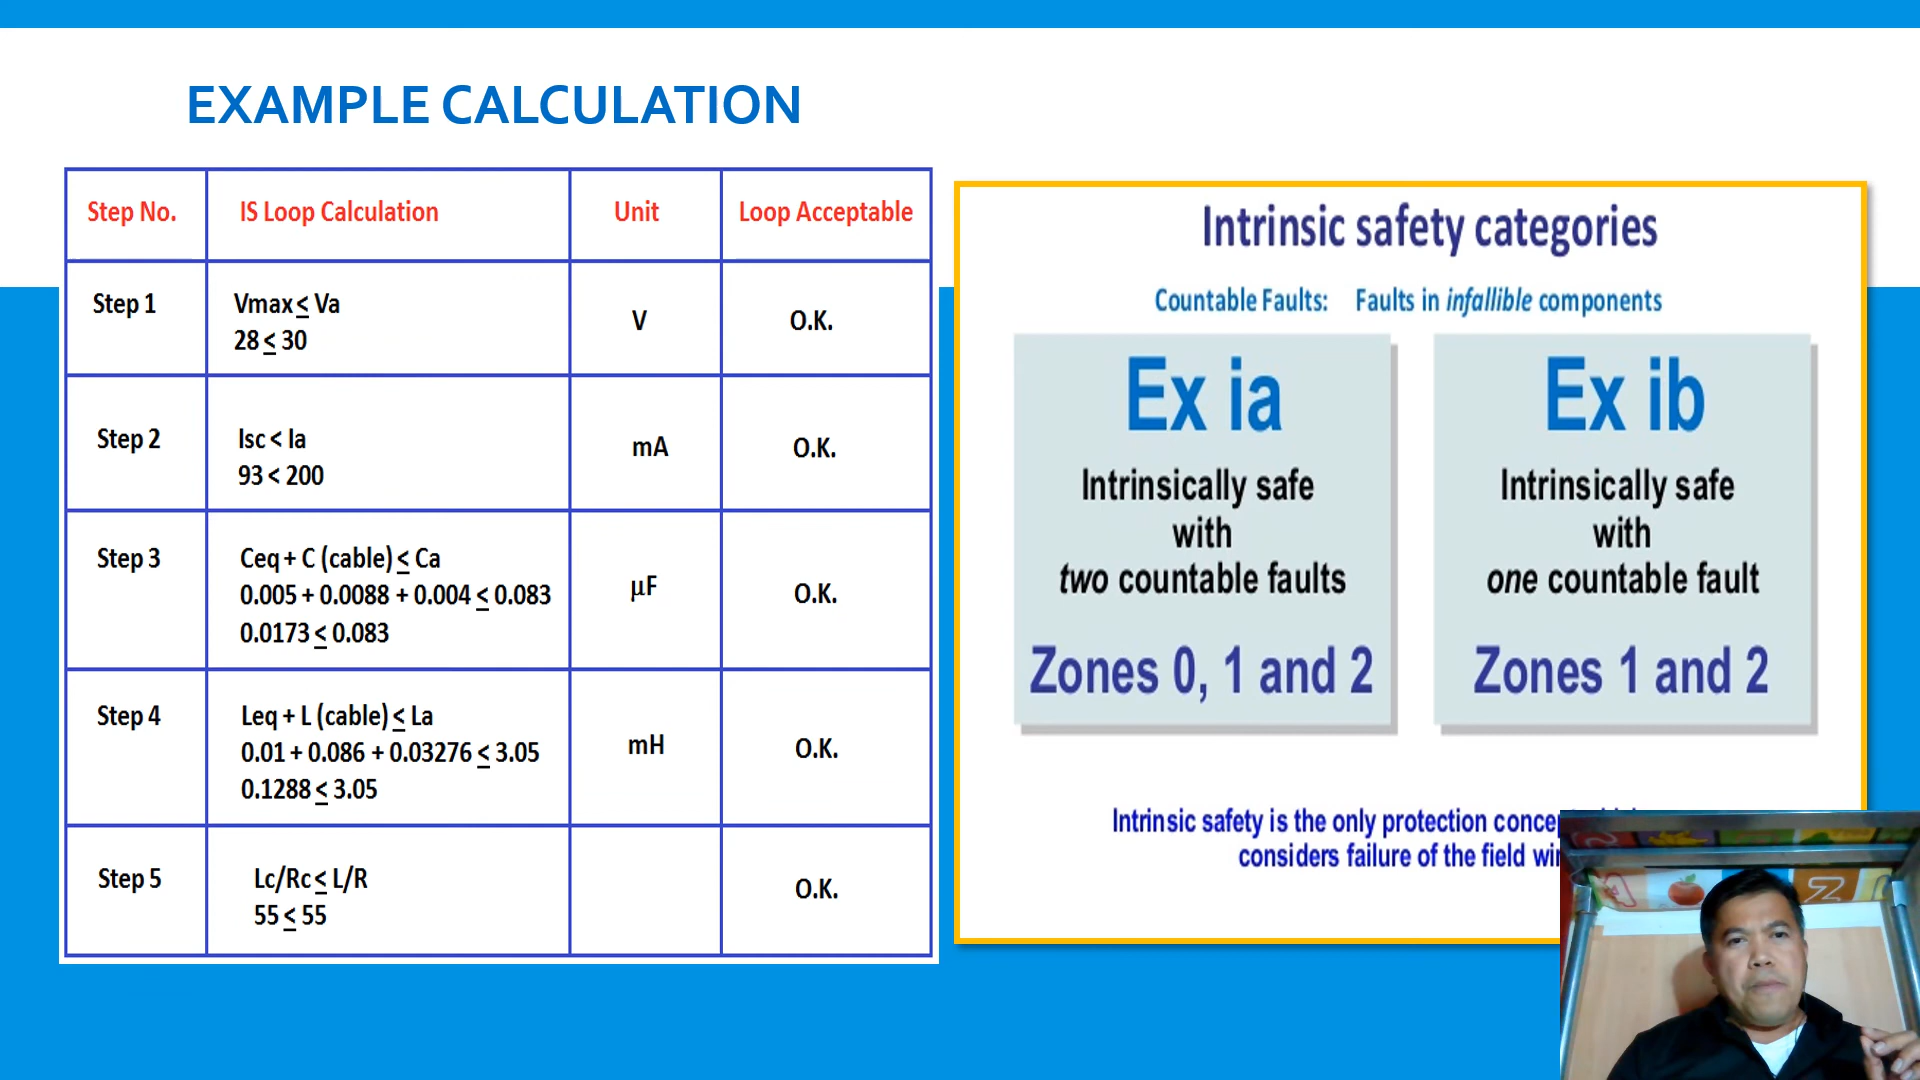 EXAMPLE CALCULATION
Step No. IS Loop Calculation Unit Loop Acceptable
Step 1
Vmax ≤ Va
28 ≤ 30
V
O.K.
Step 2
Isc < Ia
93 < 200
mA
O.K.
Step 3
Ceq + C (cable) ≤ Ca
0.005 + 0.0088 + 0.004 ≤ 0.083
0.0173 ≤ 0.083
µF
O.K.
Step 4
Leq + L (cable) ≤ La
0.01 + 0.086 + 0.03276 ≤ 3.05
0.1288 ≤ 3.05
mH
O.K.
Step 5
Lc/Rc ≤ L/R
55 ≤ 55
O.K.
Intrinsic safety categories
Countable Faults: Faults in infallible components
Ex ia
Intrinsically safe
with
two countable faults
Zones 0, 1 and 2
Ex ib
Intrinsically safe
with
one countable fault
Zones 1 and 2
Intrinsic safety is the only protection
considers failure of the field